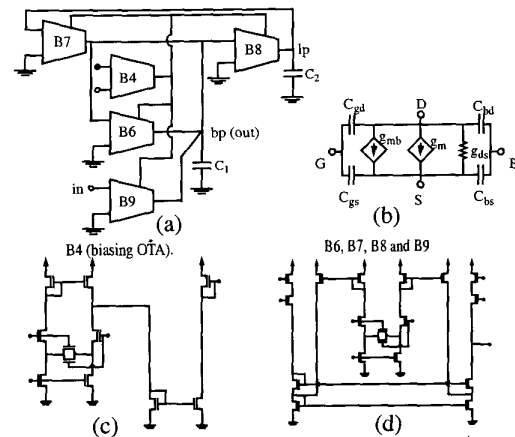 B7
B8
lp
C2
B4
B6
bp (out)
C1
in
B9
(a)
Cgd
D
Cbd
G
gmb
gm
gds
B
Cgs
S
Cbs
(b)
B4 (biasing OTA).
(c)
B6, B7, B8 and B9
(d)